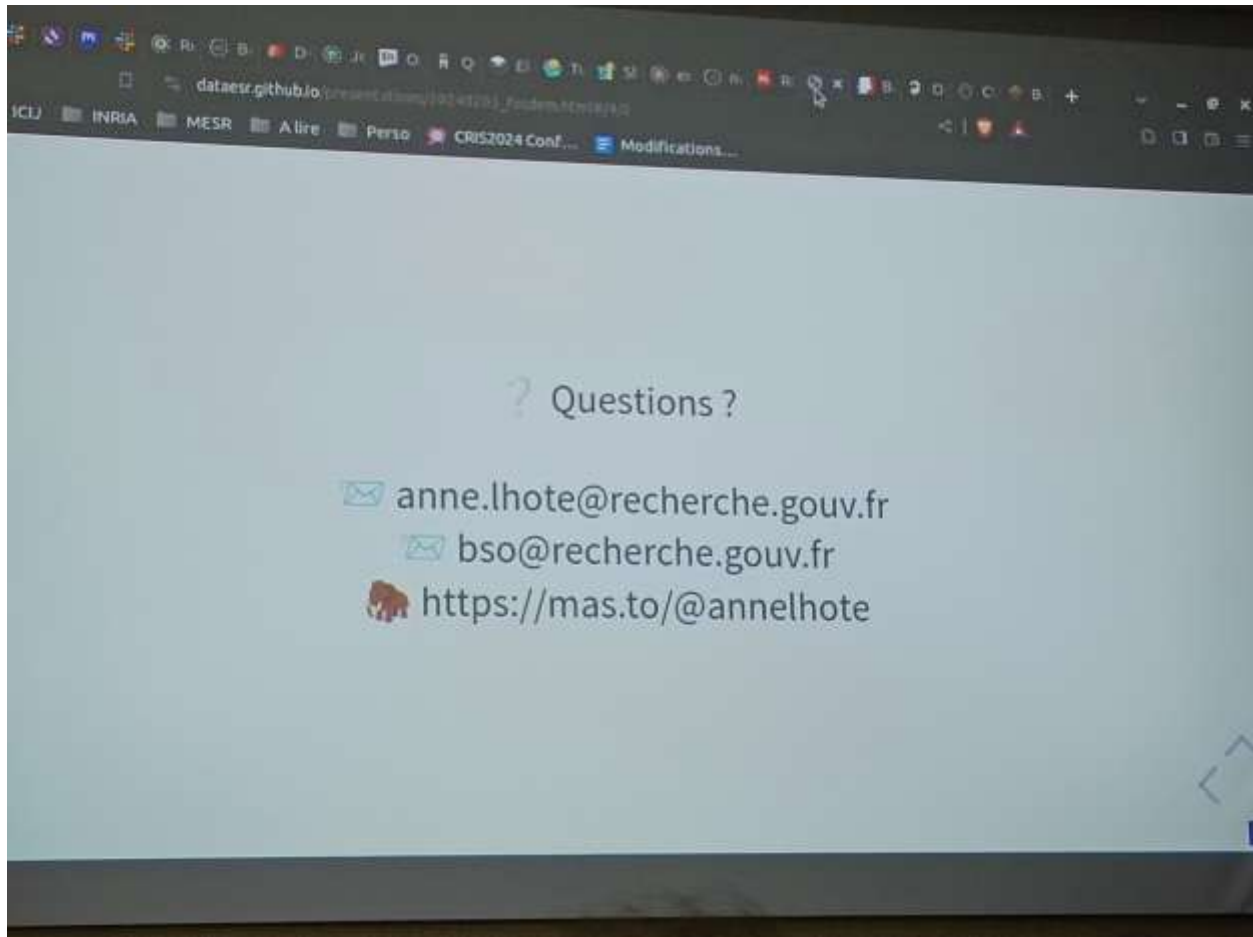 dataesr.github.io
ICIJ INRIA MESR A lire Perso CRIS2024 Conf... Modifications...
❔ Questions ?
anne.lhote@recherche.gouv.fr
bso@recherche.gouv.fr
https://mas.to/@annelhote